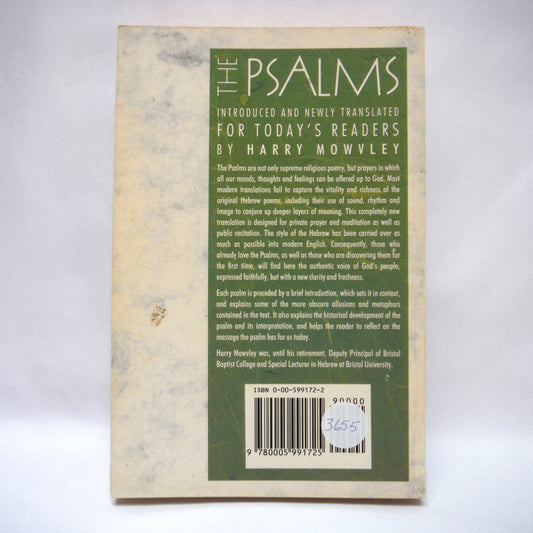 THE PSALMS
INTRODUCED AND NEWLY TRANSLATED
FOR TODAY'S READERS
BY HARRY MOWVLEY
The Psalms are not only supreme religious poetry, but prayers in which
all our moods, thoughts and feelings can be offered up to God. Most
modern translations fail to capture the vitality and richness of the
original Hebrew poems, including their use of sound, rhythm and
image to conjure up deeper layers of meaning. This completely new
translation is designed for private prayer and meditation as well as
public recitation. The style of the Hebrew has been carried over as
much as possible into modern English. Consequently, those who
already love the Psalms, as well as those who are discovering them for
the first time, will find here the authentic voice of God's people,
expressed faithfully, but with a new clarity and freshness.
Each psalm is preceded by a brief introduction, which sets it in context,
and explains some of the more obscure allusions and metaphors
contained in the text. It also explains the historical development of the
psalm and its interpretation, and helps the reader to reflect on the
message the psalm has for us today.
Harry Mowvley was, until his retirement, Deputy Principal of Bristol
Baptist College and Special Lecturer in Hebrew at Bristol University.
ISBN 0-00-599172-2
90000
3655
9 780005 991725